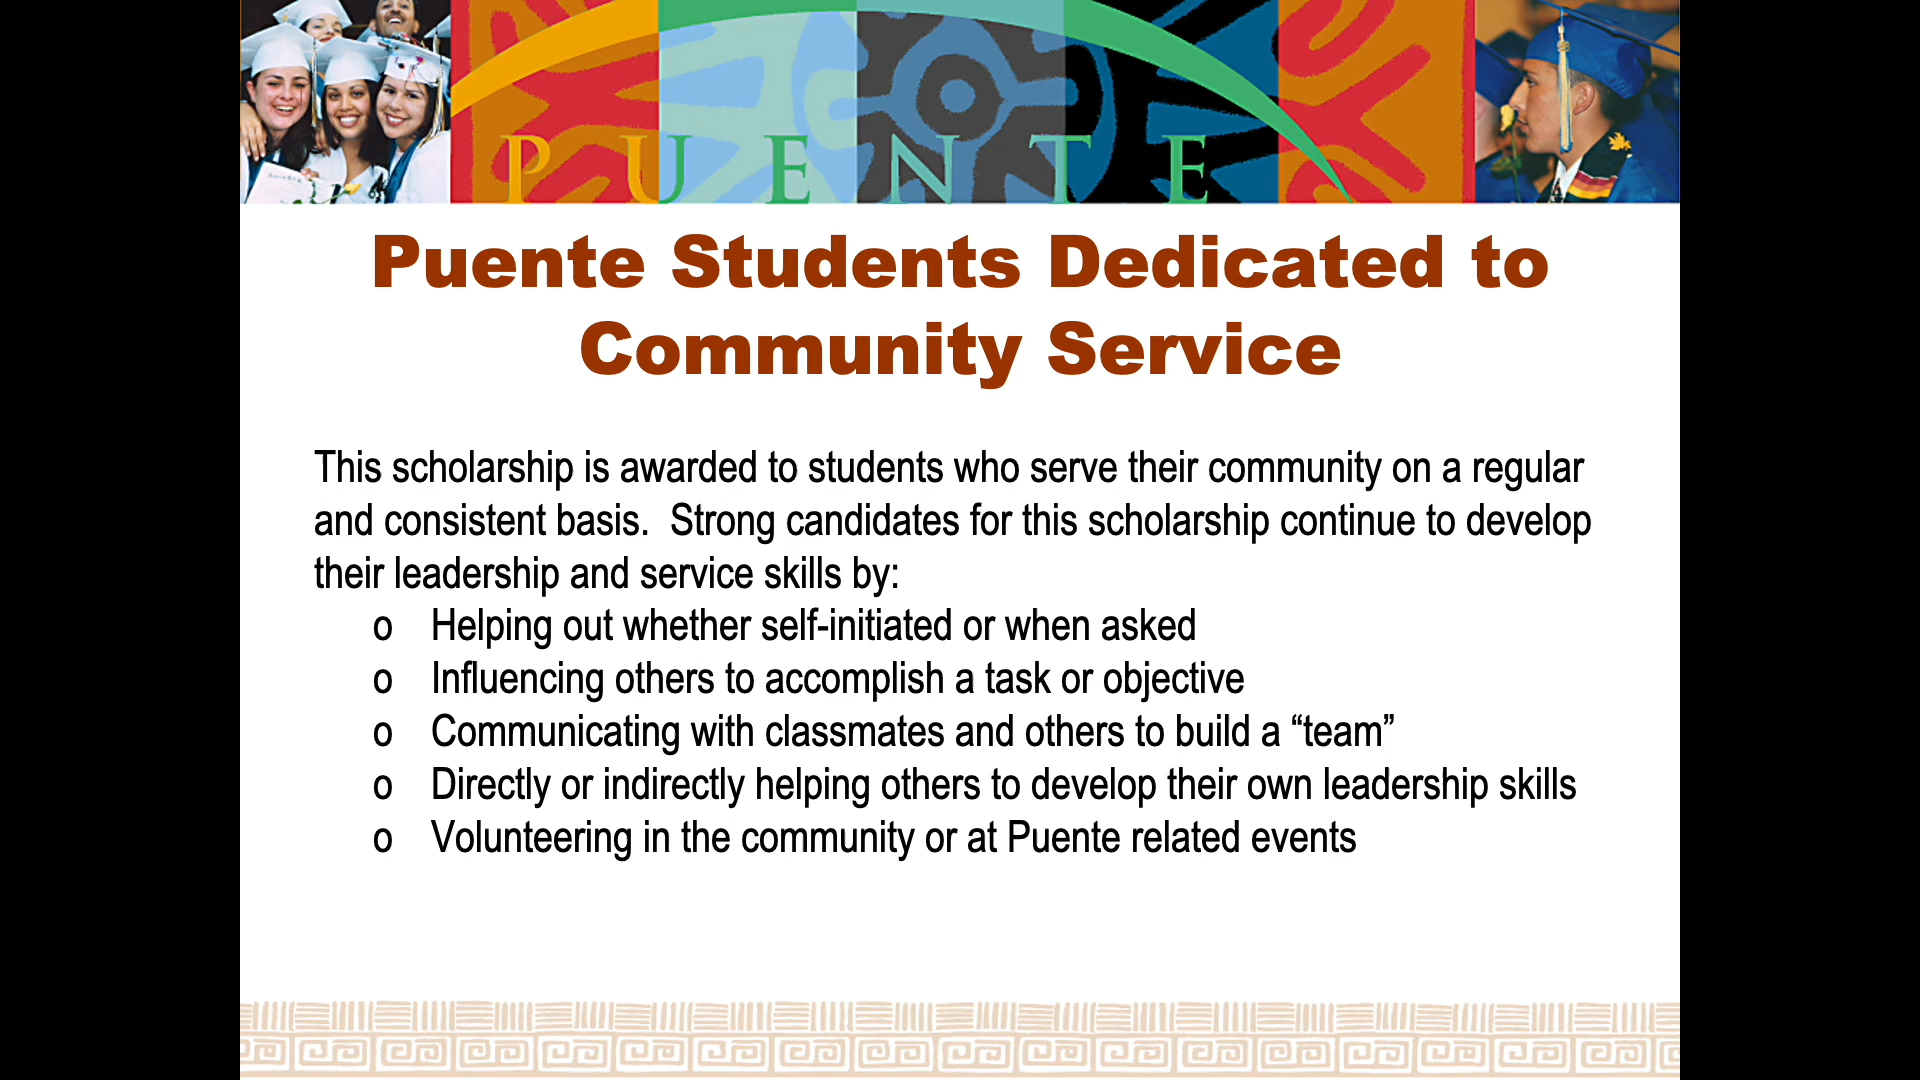 PUENTE
Puente Students Dedicated to
Community Service
This scholarship is awarded to students who serve their community on a regular
and consistent basis.  Strong candidates for this scholarship continue to develop
their leadership and service skills by:
o Helping out whether self-initiated or when asked
o Influencing others to accomplish a task or objective
o Communicating with classmates and others to build a “team”
o Directly or indirectly helping others to develop their own leadership skills
o Volunteering in the community or at Puente related events